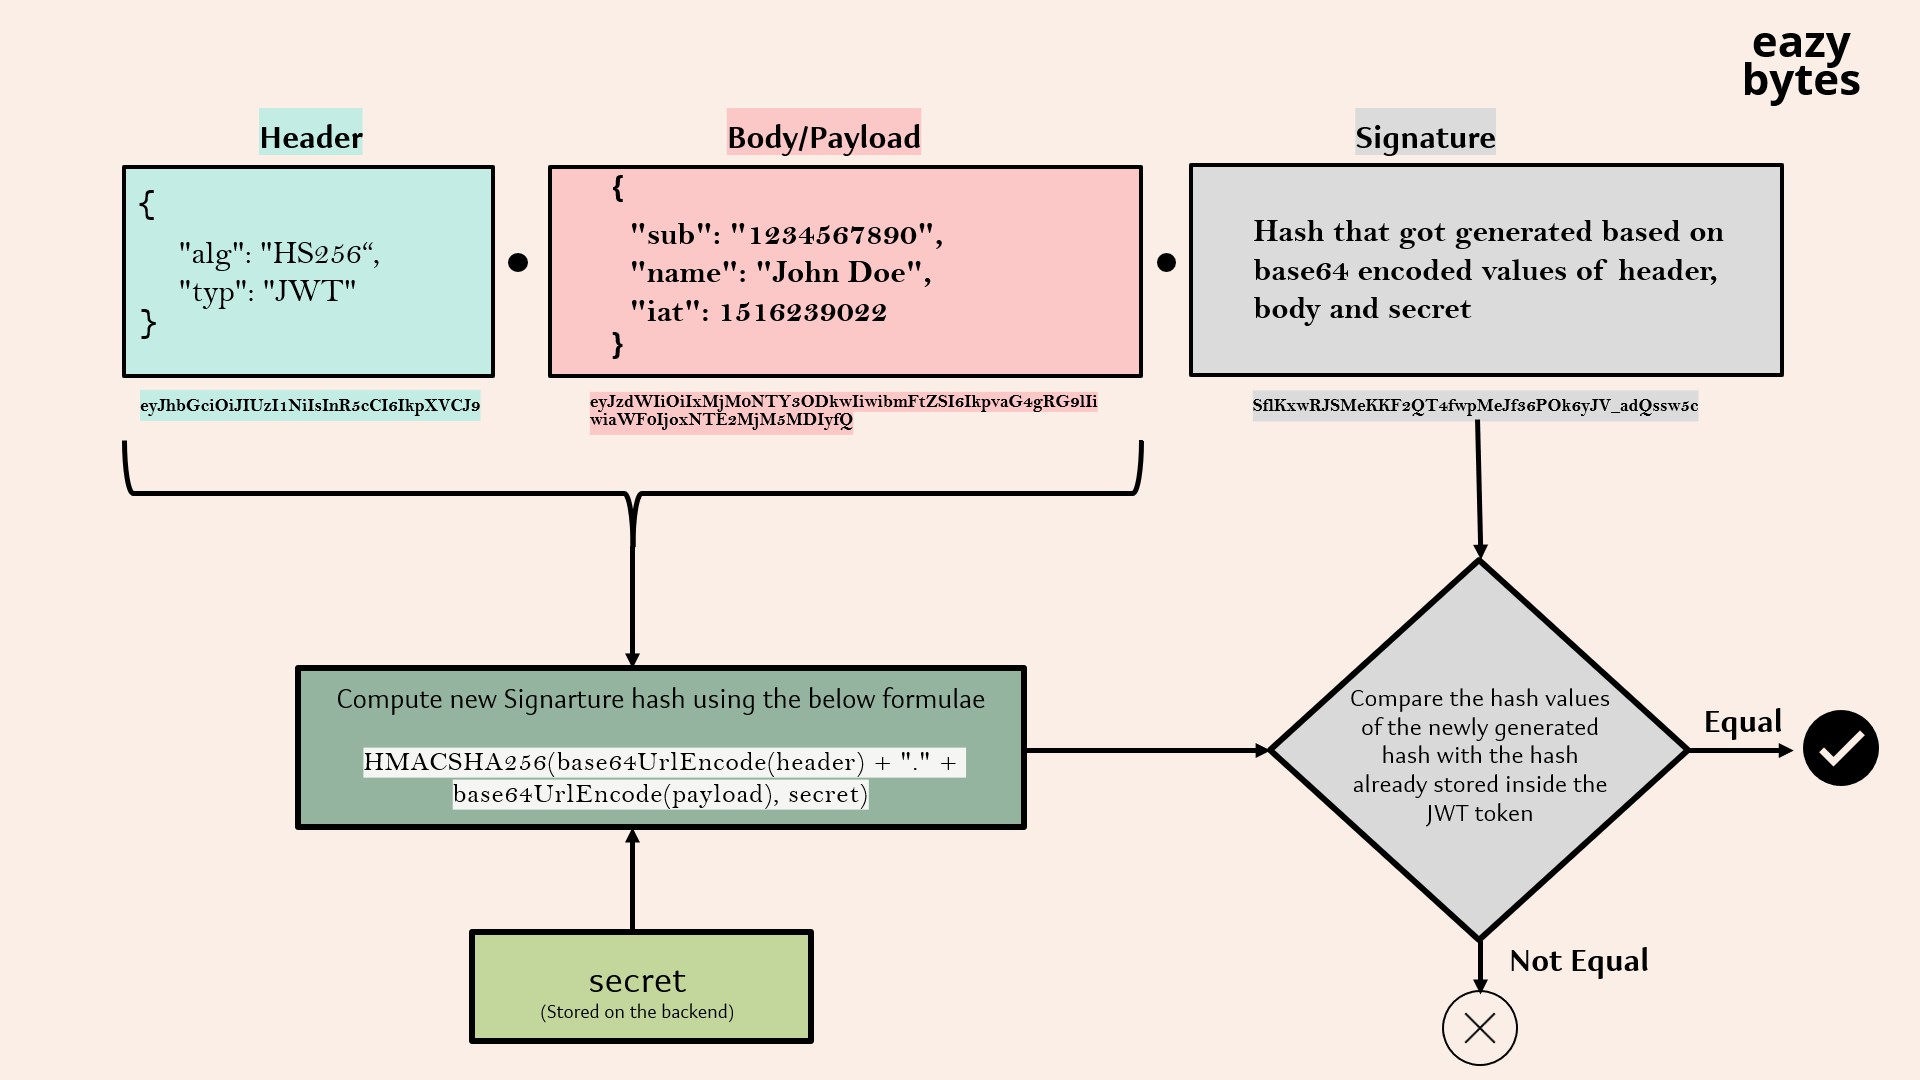 eazy
bytes
Header
Body/Payload
Signature
{
"alg": "HS256“,
"typ": "JWT"
}
{
"sub": "1234567890",
"name": "John Doe",
"iat": 1516239022
}
Hash that got generated based on
base64 encoded values of header,
body and secret
eyJhbGciOiJIUzI1NiIsInR5cCI6IkpXVCJ9
eyJzdWIiOiIxMjM0NTY3ODkwIiwibmFtZSI6IkpvaG4gRG9lIi
wiaWF0IjoxNTE2MjM5MDIyfQ
SflKxwRJSMeKKF2QT4fwpMeJf36POk6yJV_adQssw5c
Compute new Signarture hash using the below formulae
HMACSHA256(base64UrlEncode(header) + "." +
base64UrlEncode(payload), secret)
secret
(Stored on the backend)
Compare the hash values
of the newly generated
hash with the hash
already stored inside the
JWT token
Equal
Not Equal